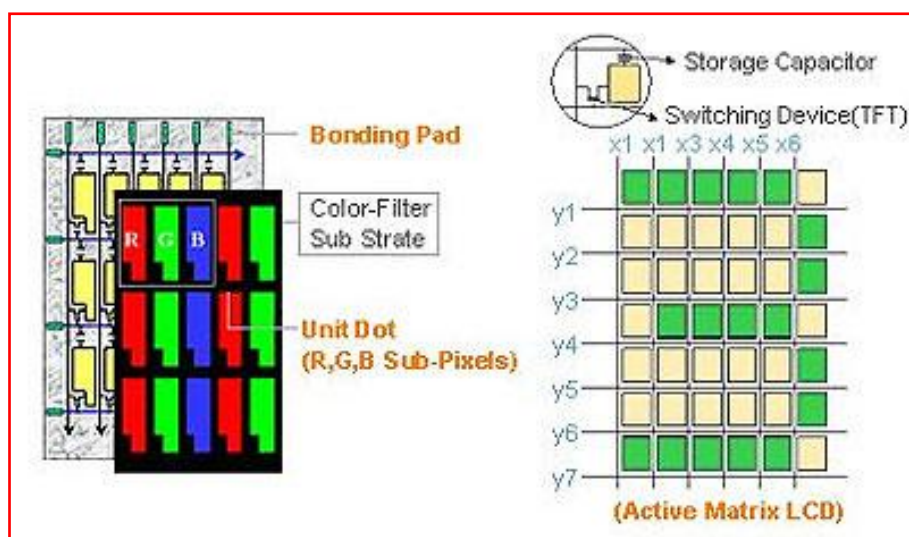 Bonding Pad
Color-Filter
Sub Strate
R G B
Unit Dot
(R,G,B Sub-Pixels)
Storage Capacitor
Switching Device(TFT)
x1 x1 x3 x4 x5 x6
y1
y2
y3
y4
y5
y6
y7
(Active Matrix LCD)